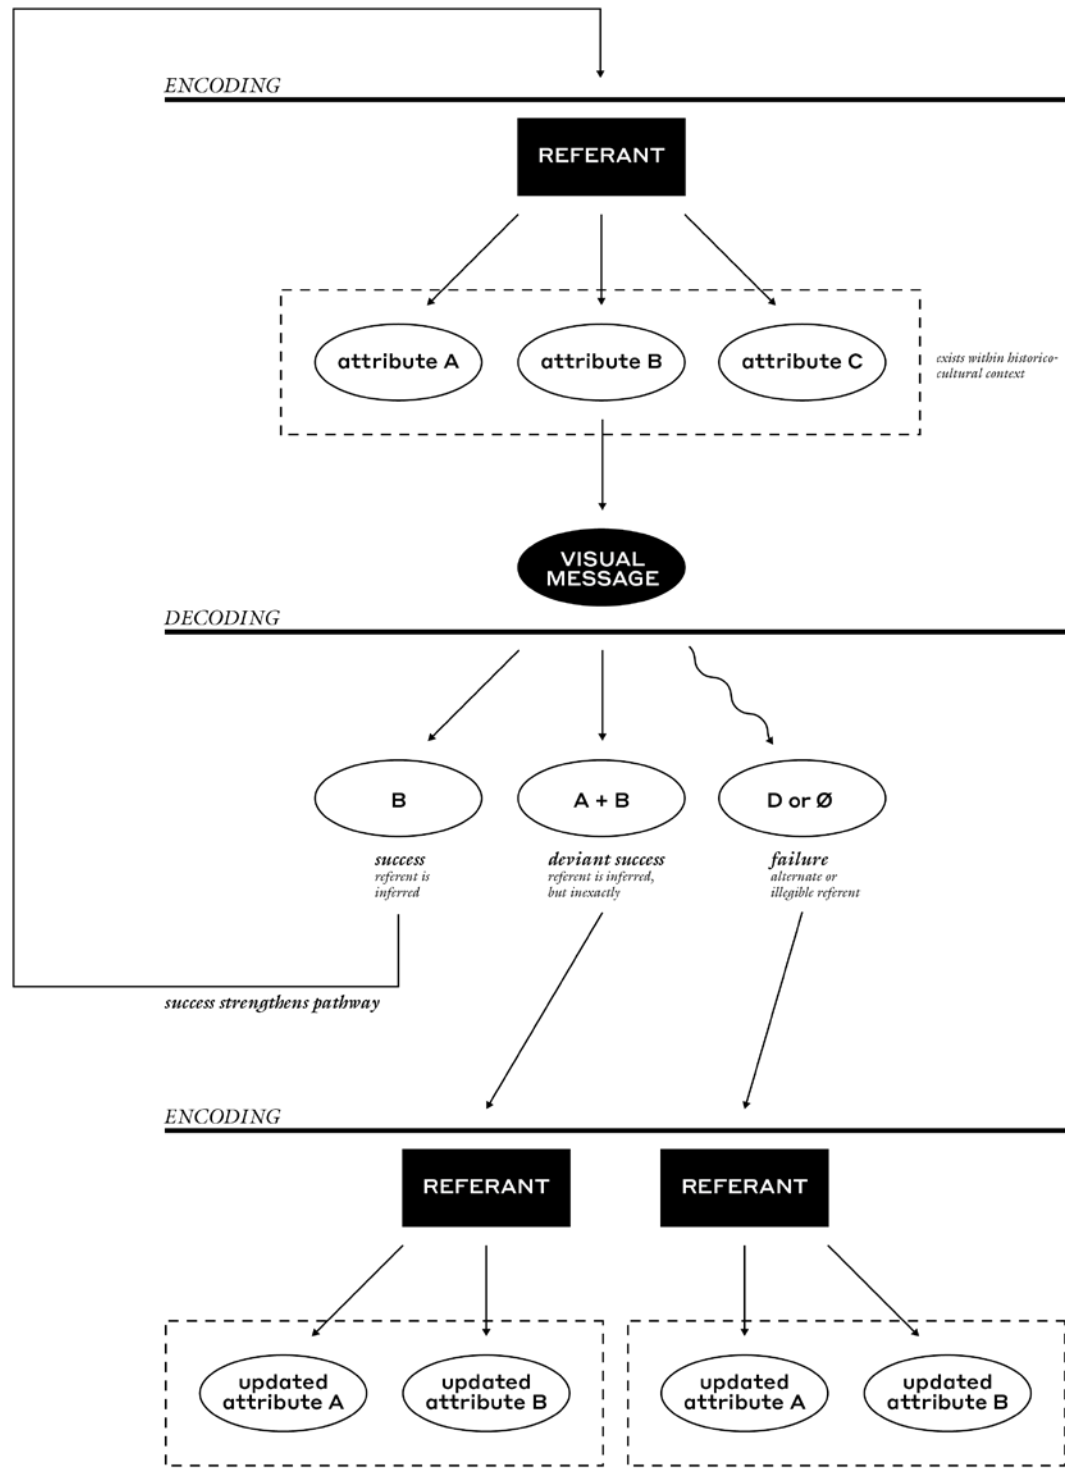 ENCODING
REFERANT
attribute A
attribute B
attribute C
exists within historico-
cultural context
VISUAL
MESSAGE
DECODING
B
A + B
D or Ø
success
referent is
inferred
deviant success
referent is inferred,
but inexactly
failure
alternate or
illegible referent
success strengthens pathway
ENCODING
REFERANT
REFERANT
updated
attribute A
updated
attribute B
updated
attribute A
updated
attribute B